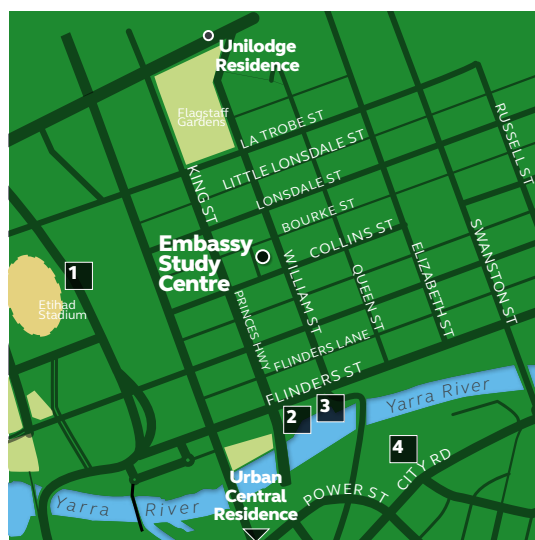 Unilodge
Residence
Flagstaff
Gardens
LA TROBE ST
RUSSELL ST
LITTLE LONSDALE ST
KING ST
LONSDALE ST
BOURKE ST
COLLINS ST
SWANSTON ST
Embassy
Study
Centre
WILLIAM ST
ELIZABETH ST
QUEEN ST
1
Etihad
Stadium
PRINCES HWY
FLINDERS LANE
FLINDERS ST
Yarra River
2
3
4
CITY RD
Urban
Central
Residence
POWER ST
Yarra River